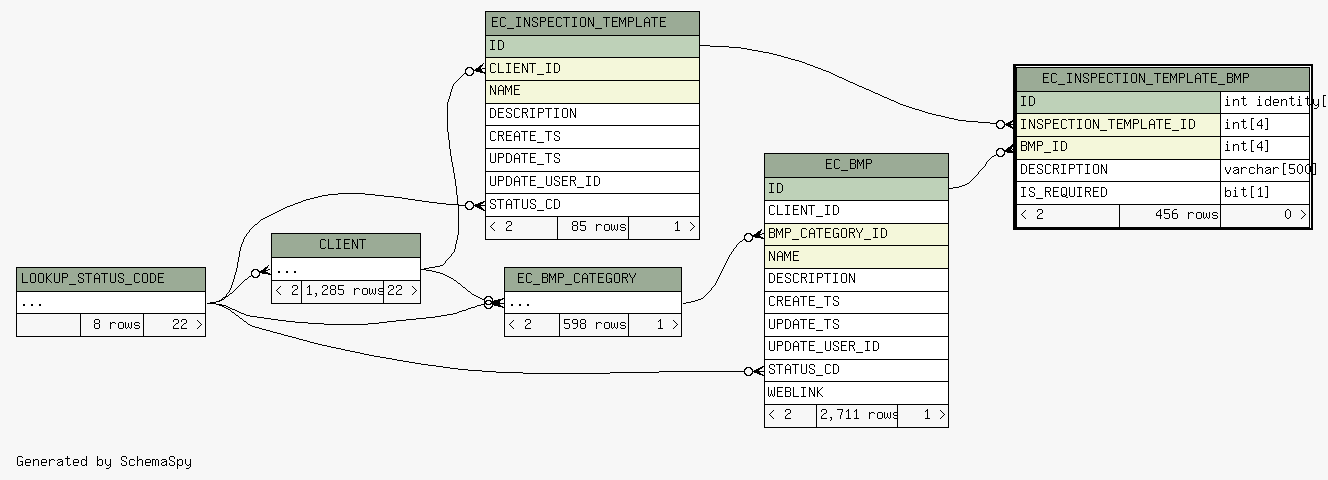 EC_INSPECTION_TEMPLATE
ID
CLIENT_ID
NAME
DESCRIPTION
CREATE_TS
UPDATE_TS
UPDATE_USER_ID
STATUS_CD
< 2 85 rows 1 >
EC_INSPECTION_TEMPLATE_BMP
ID int identity[
INSPECTION_TEMPLATE_ID int[4]
BMP_ID int[4]
DESCRIPTION varchar[500]
IS_REQUIRED bit[1]
< 2 456 rows 0 >
EC_BMP
ID
CLIENT_ID
BMP_CATEGORY_ID
NAME
DESCRIPTION
CREATE_TS
UPDATE_TS
UPDATE_USER_ID
STATUS_CD
WEBLINK
< 2 2,711 rows 1 >
CLIENT
...
< 2 1,285 rows 22 >
LOOKUP_STATUS_CODE
...
8 rows 22 >
EC_BMP_CATEGORY
...
< 2 598 rows 1 >
Generated by SchemaSpy